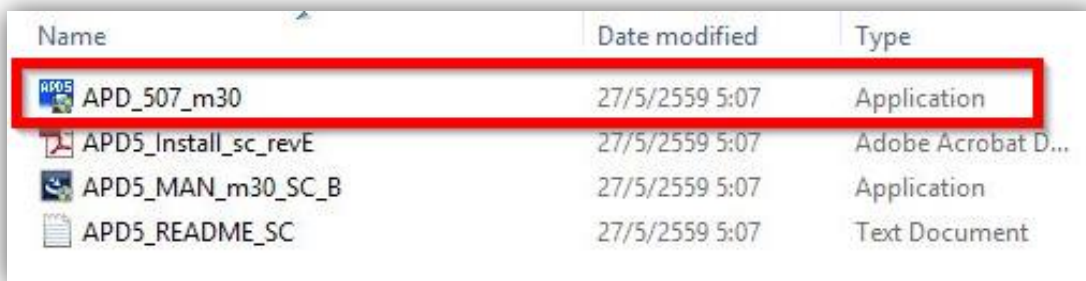 Name Date modified Type
APD5 APD_507_m30 27/5/2559 5:07 Application
APD5_Install_sc_revE 27/5/2559 5:07 Adobe Acrobat D...
APD5_MAN_m30_SC_B 27/5/2559 5:07 Application
APD5_README_SC 27/5/2559 5:07 Text Document